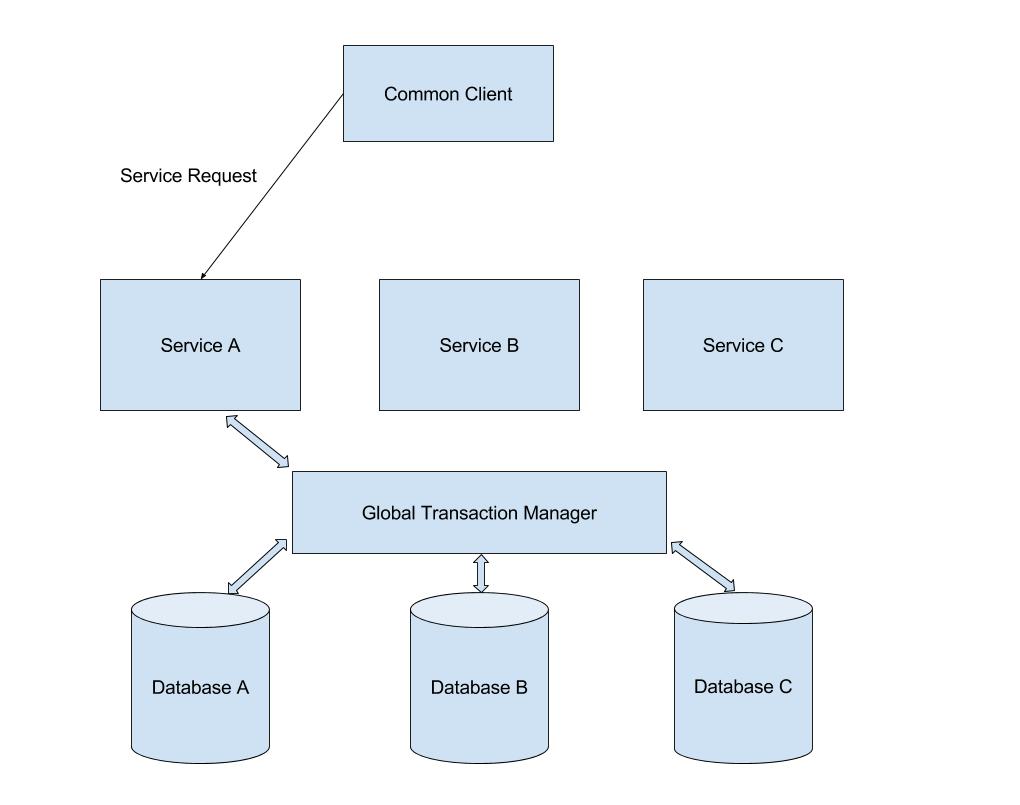 Common Client
Service Request
Service A
Service B
Service C
Global Transaction Manager
Database A
Database B
Database C